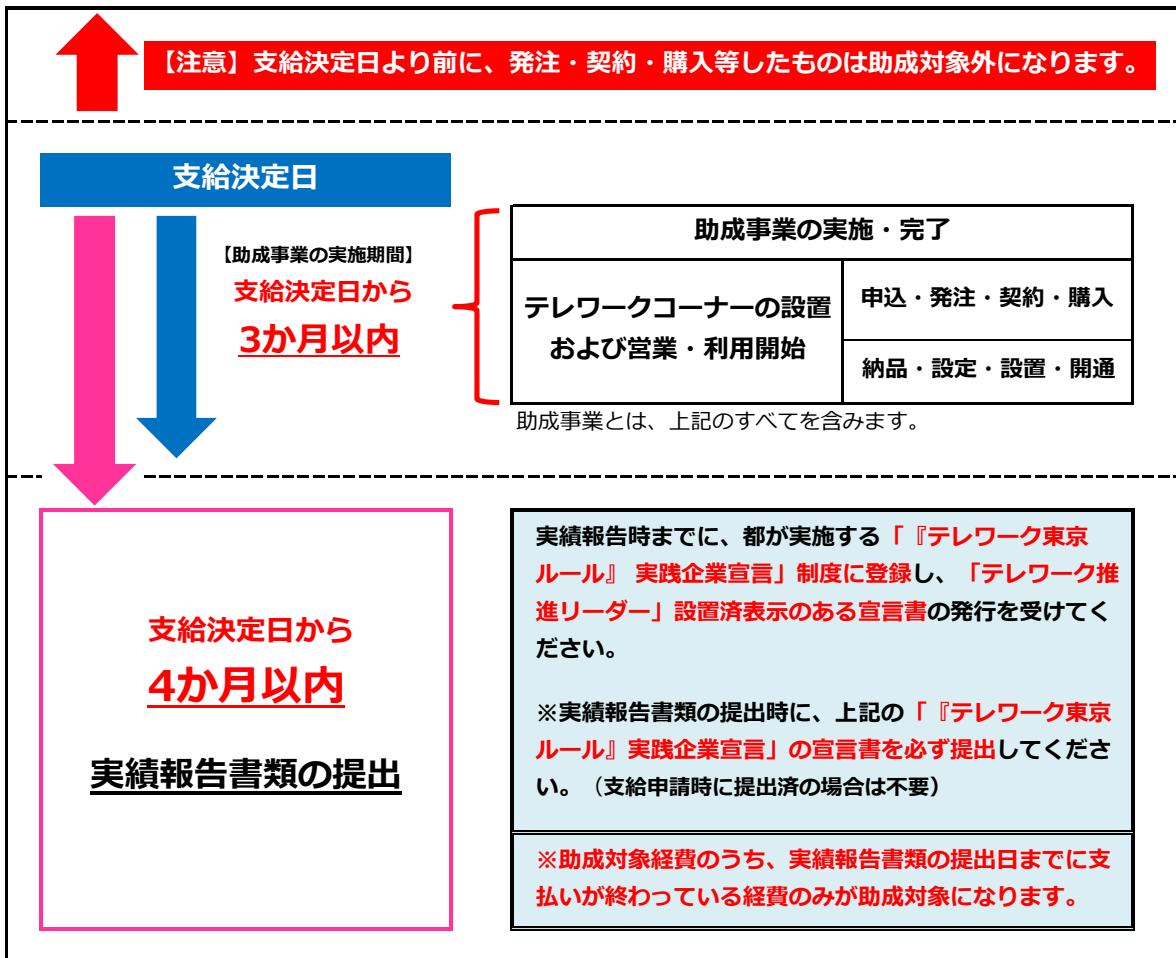 【注意】支給決定日より前に、発注・契約・購入等したものは助成対象外になります。
支給決定日
【助成事業の実施期間】
支給決定日から
3か月以内
助成事業の実施・完了
テレワークコーナーの設置
および営業・利用開始
申込・発注・契約・購入
納品・設定・設置・開通
助成事業とは、上記のすべてを含みます。
支給決定日から
4か月以内
実績報告書類の提出
実績報告時までに、都が実施する「『テレワーク東京
ルール』 実践企業宣言」制度に登録し、「テレワーク推
進リーダー」設置済表示のある宣言書の発行を受けてく
ださい。
※実績報告書類の提出時に、上記の「『テレワーク東京
ルール』実践企業宣言」の宣言書を必ず提出してくださ
い。（支給申請時に提出済の場合は不要）
※助成対象経費のうち、実績報告書類の提出日までに支
払いが終わっている経費のみが助成対象になります。